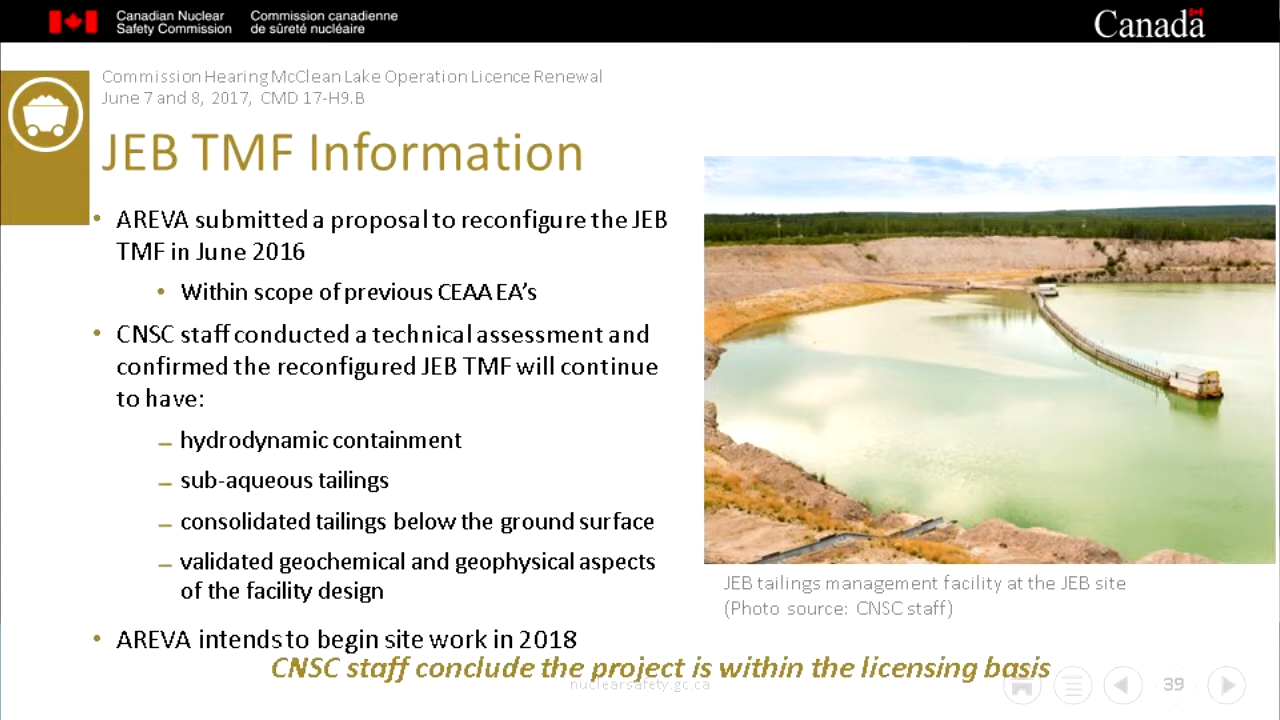 Canadian Nuclear Safety Commission
Commission canadienne de sûreté nucléaire
Canada
Commission Hearing McClean Lake Operation Licence Renewal
June 7 and 8, 2017, CMD 17-H9.B
JEB TMF Information
• AREVA submitted a proposal to reconfigure the JEB
TMF in June 2016
• Within scope of previous CEAA EA's
• CNSC staff conducted a technical assessment and
confirmed the reconfigured JEB TMF will continue
to have:
– hydrodynamic containment
– sub-aqueous tailings
– consolidated tailings below the ground surface
– validated geochemical and geophysical aspects
of the facility design
• AREVA intends to begin site work in 2018
JEB tailings management facility at the JEB site
(Photo source: CNSC staff)
CNSC staff conclude the project is within the licensing basis
nuclearsafety.gc.ca
39